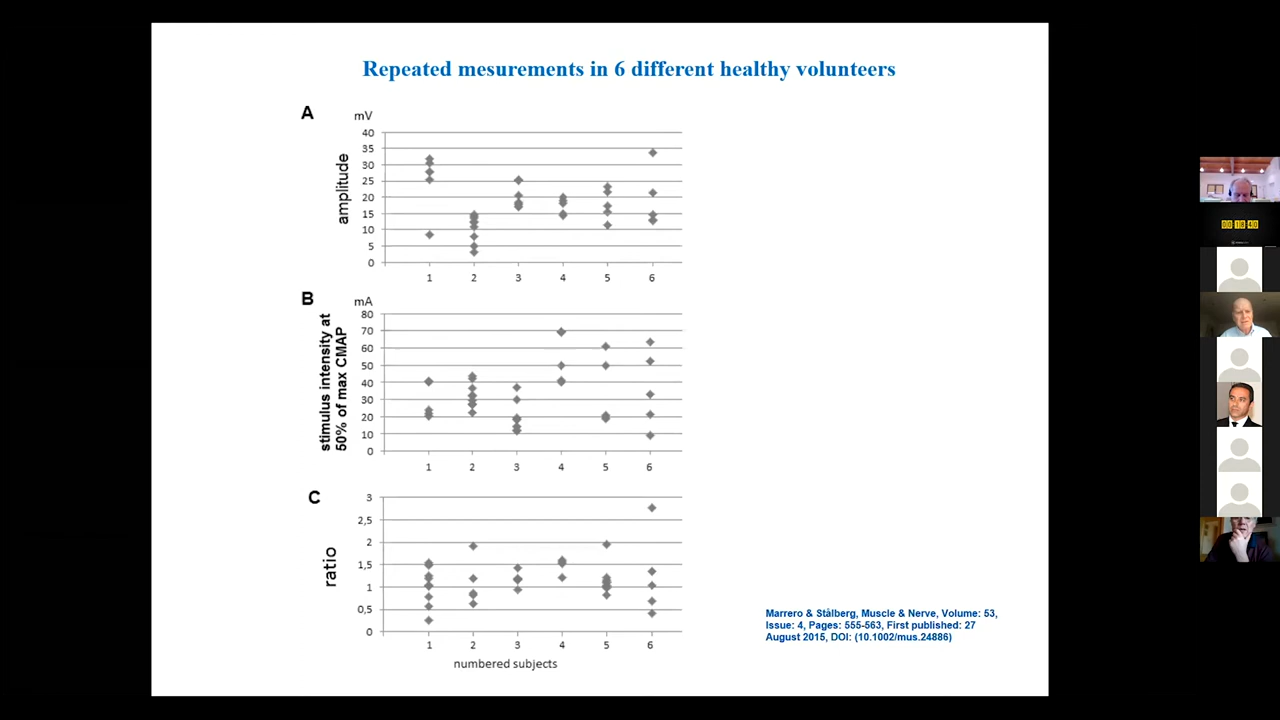 Repeated mesurements in 6 different healthy volunteers
A
mV
amplitude
40
35
30
25
20
15
10
5
0
1 2 3 4 5 6
B
mA
stimulus intensity at
50% of max CMAP
80
70
60
50
40
30
20
10
0
1 2 3 4 5 6
C
ratio
3
2,5
2
1,5
1
0,5
0
1 2 3 4 5 6
numbered subjects
Marrero & Stålberg, Muscle & Nerve, Volume: 53,
Issue: 4, Pages: 555-563, First published: 27
August 2015, DOI: (10.1002/mus.24886)